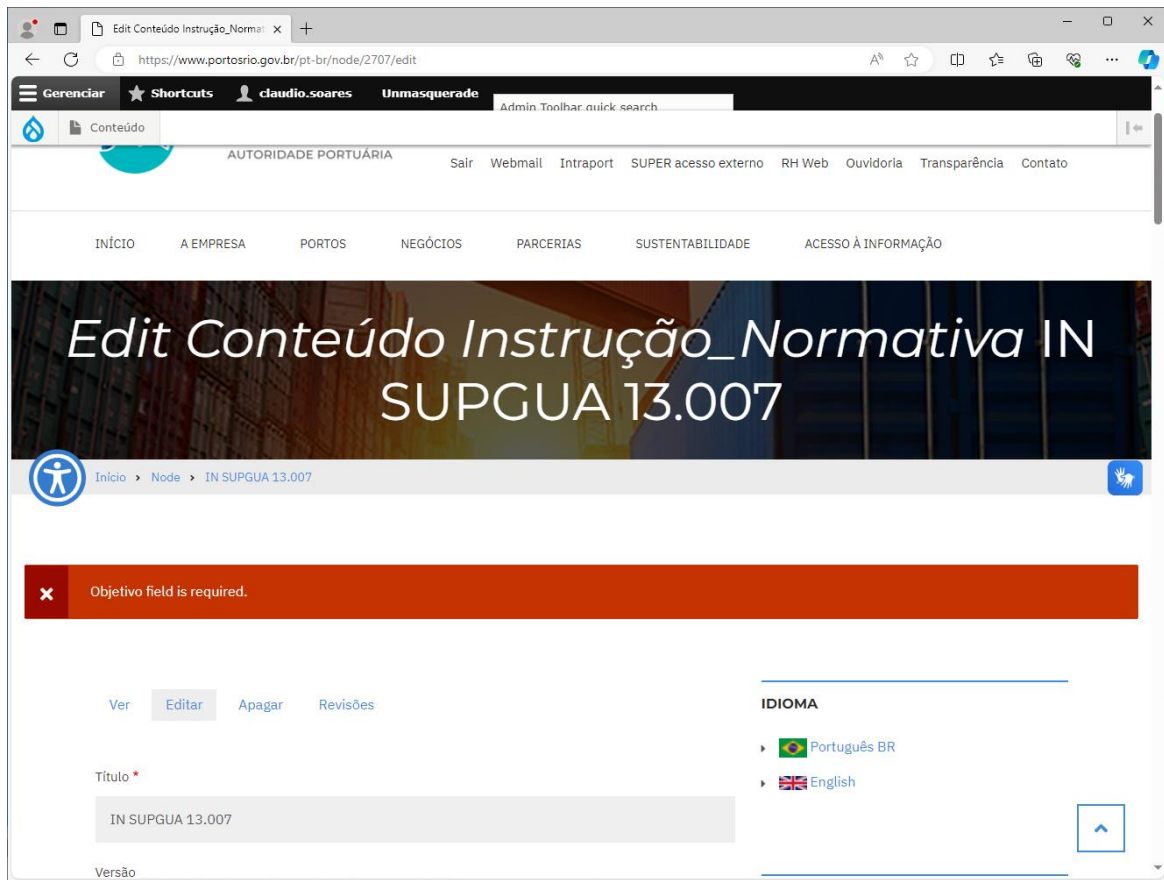 Edit Conteúdo Instrução_Normat
https://www.portosrio.gov.br/pt-br/node/2707/edit
Gerenciar Shortcuts claudio.soares Unmasquerade Admin Toolbar quick search
Conteúdo
AUTORIDADE PORTUÁRIA
Sair Webmail Intraport SUPER acesso externo RH Web Ouvidoria Transparência Contato
INÍCIO A EMPRESA PORTOS NEGÓCIOS PARCERIAS SUSTENTABILIDADE ACESSO À INFORMAÇÃO
Edit Conteúdo Instrução_Normativa IN
SUPGUA 13.007
Início › Node › IN SUPGUA 13.007
Objetivo field is required.
Ver Editar Apagar Revisões
IDIOMA
Português BR
English
Título *
IN SUPGUA 13.007
Versão